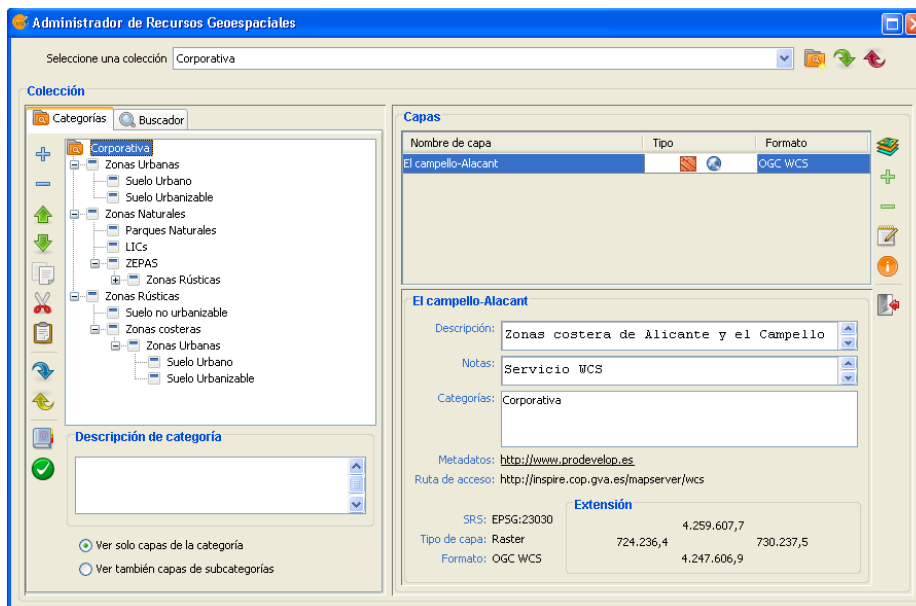 Administrador de Recursos Geoespaciales
Seleccione una colección Corporativa
Colección
Categorías Buscador
Corporativa
Zonas Urbanas
Suelo Urbano
Suelo Urbanizable
Zonas Naturales
Parques Naturales
LICs
ZEPAS
Zonas Rústicas
Zonas Rústicas
Suelo no urbanizable
Zonas costeras
Zonas Urbanas
Suelo Urbano
Suelo Urbanizable
Descripción de categoría
Ver solo capas de la categoría
Ver también capas de subcategorías
Capas
Nombre de capa Tipo Formato
El campello-Alacant OGC WCS
El campello-Alacant
Descripción: Zonas costera de Alicante y el Campello
Notas: Servicio WCS
Categorías: Corporativa
Metadatos: http://www.prodevelop.es
Ruta de acceso: http://inspire.cop.gva.es/mapserver/wcs
SRS: EPSG:23030
Tipo de capa: Raster
Formato: OGC WCS
Extensión
4.259.607,7
724.236,4 730.237,5
4.247.606,9